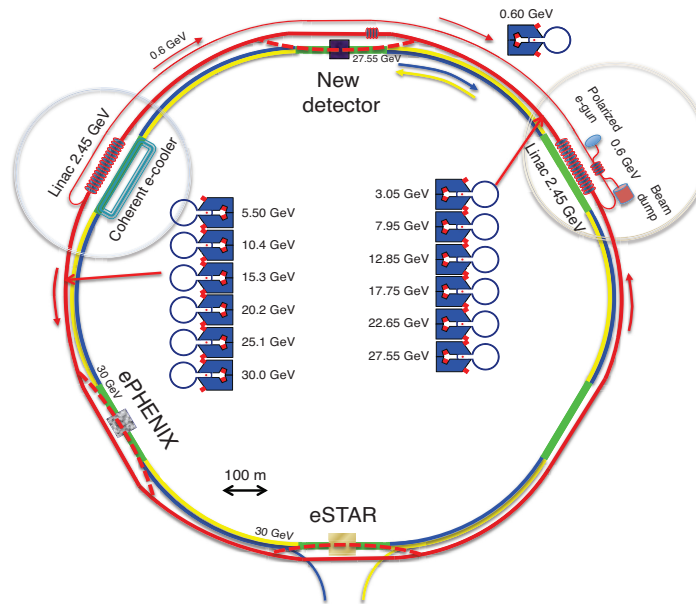 0.60 GeV
0.6 GeV
27.55 GeV
New
detector
Linac 2.45 GeV
Coherent e-cooler
Polarized
e-gun
0.6 GeV
Beam
dump
Linac 2.45 GeV
5.50 GeV
10.4 GeV
15.3 GeV
20.2 GeV
25.1 GeV
30.0 GeV
3.05 GeV
7.95 GeV
12.85 GeV
17.75 GeV
22.65 GeV
27.55 GeV
30 GeV
ePHENIX
100 m
eSTAR
30 GeV